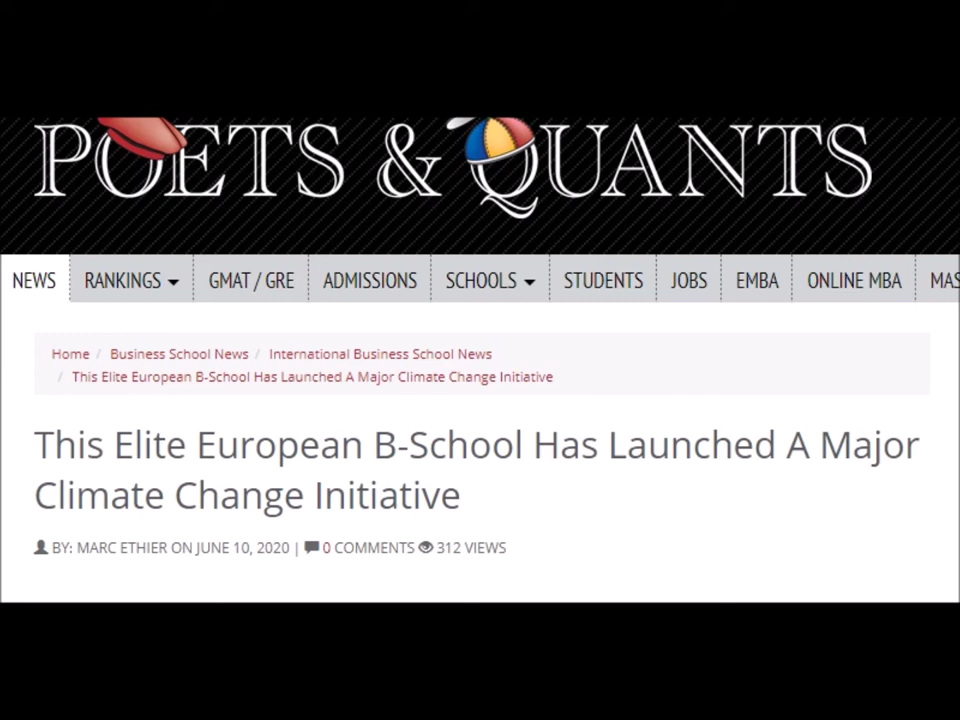 POETS & QUANTS
NEWS RANKINGS GMAT / GRE ADMISSIONS SCHOOLS STUDENTS JOBS EMBA ONLINE MBA MAS
Home / Business School News / International Business School News
/ This Elite European B-School Has Launched A Major Climate Change Initiative
This Elite European B-School Has Launched A Major
Climate Change Initiative
BY: MARC ETHIER ON JUNE 10, 2020 | 0 COMMENTS 312 VIEWS